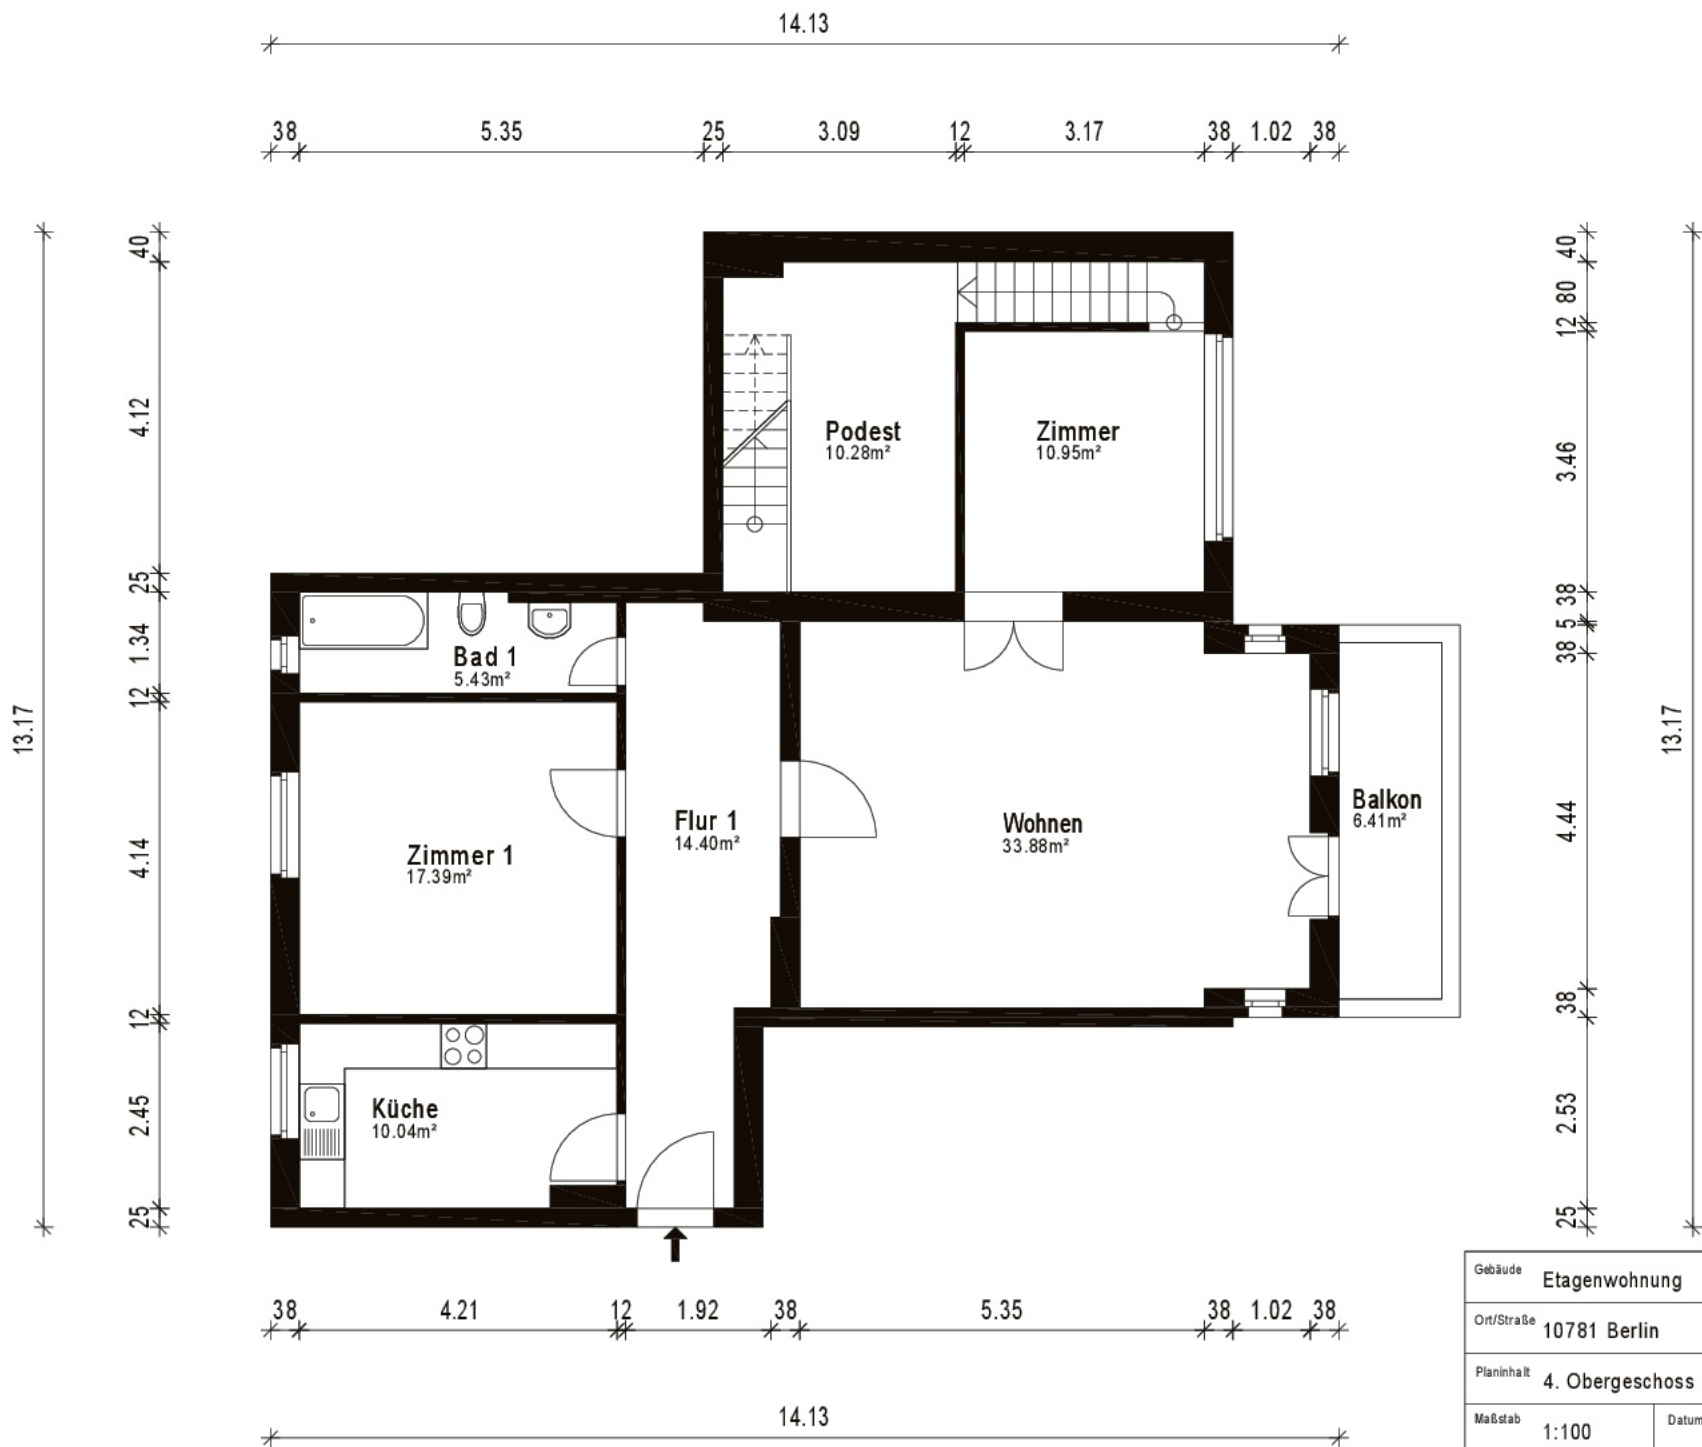 14.13
38 5.35 25 3.09 12 3.17 38 1.02 38
13.17
40
4.12
25
1.34
12
4.14
12
2.45
25
40
80
12
3.46
38
5
38
4.44
38
2.53
25
13.17
Podest
10.28m²
Zimmer
10.95m²
Bad 1
5.43m²
Zimmer 1
17.39m²
Flur 1
14.40m²
Wohnen
33.88m²
Balkon
6.41m²
Küche
10.04m²
38 4.21 12 1.92 38 5.35 38 1.02 38
14.13
Gebäude Etagenwohnung
Ort/Straße 10781 Berlin
Planinhalt 4. Obergeschoss
Maßstab 1:100 Datum